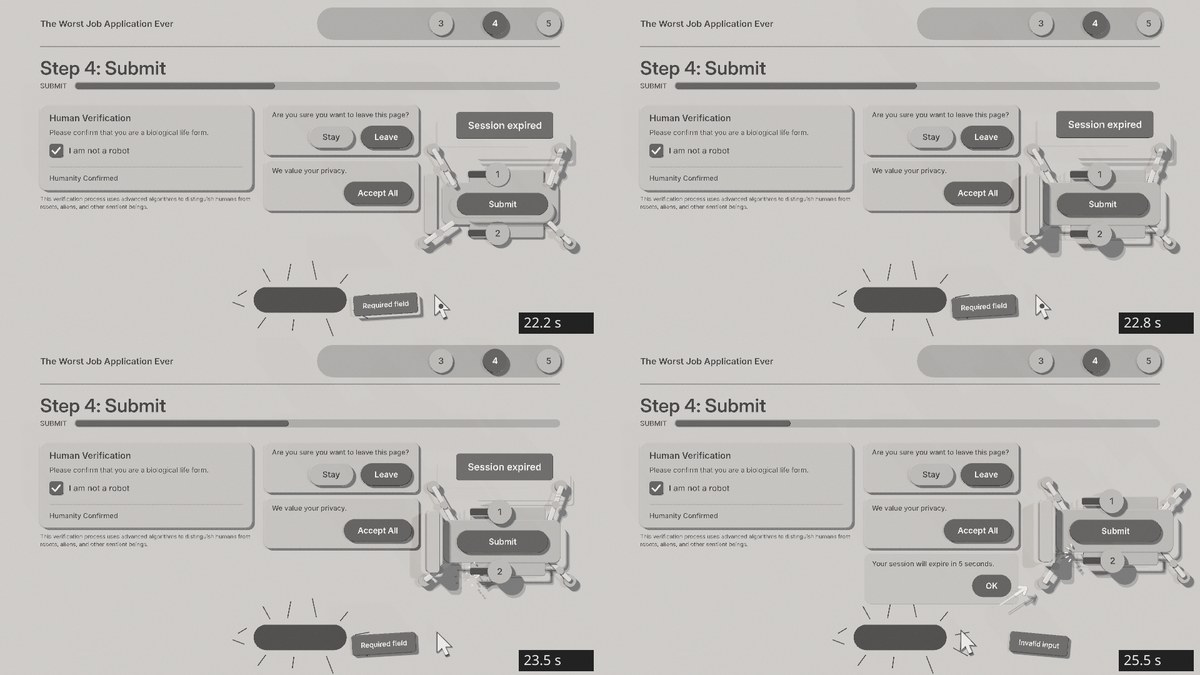 The Worst Job Application Ever
3
4
5
Step 4: Submit
SUBMIT
Human Verification
Please confirm that you are a biological life form.
I am not a robot
Humanity Confirmed
This verification process uses advanced algorithms to distinguish humans from
robots, aliens, and other sentient beings.
Are you sure you want to leave this page?
Stay
Leave
We value your privacy.
Accept All
Session expired
1
Submit
2
Required field
22.2 s
The Worst Job Application Ever
3
4
5
Step 4: Submit
SUBMIT
Human Verification
Please confirm that you are a biological life form.
I am not a robot
Humanity Confirmed
This verification process uses advanced algorithms to distinguish humans from
robots, aliens, and other sentient beings.
Are you sure you want to leave this page?
Stay
Leave
We value your privacy.
Accept All
Session expired
1
Submit
2
Required field
22.8 s
The Worst Job Application Ever
3
4
5
Step 4: Submit
SUBMIT
Human Verification
Please confirm that you are a biological life form.
I am not a robot
Humanity Confirmed
This verification process uses advanced algorithms to distinguish humans from
robots, aliens, and other sentient beings.
Are you sure you want to leave this page?
Stay
Leave
We value your privacy.
Accept All
Session expired
1
Submit
2
Required field
23.5 s
The Worst Job Application Ever
3
4
5
Step 4: Submit
SUBMIT
Human Verification
Please confirm that you are a biological life form.
I am not a robot
Humanity Confirmed
This verification process uses advanced algorithms to distinguish humans from
robots, aliens, and other sentient beings.
Are you sure you want to leave this page?
Stay
Leave
We value your privacy.
Accept All
Your session will expire in 5 seconds.
OK
1
Submit
2
Invalid input
25.5 s